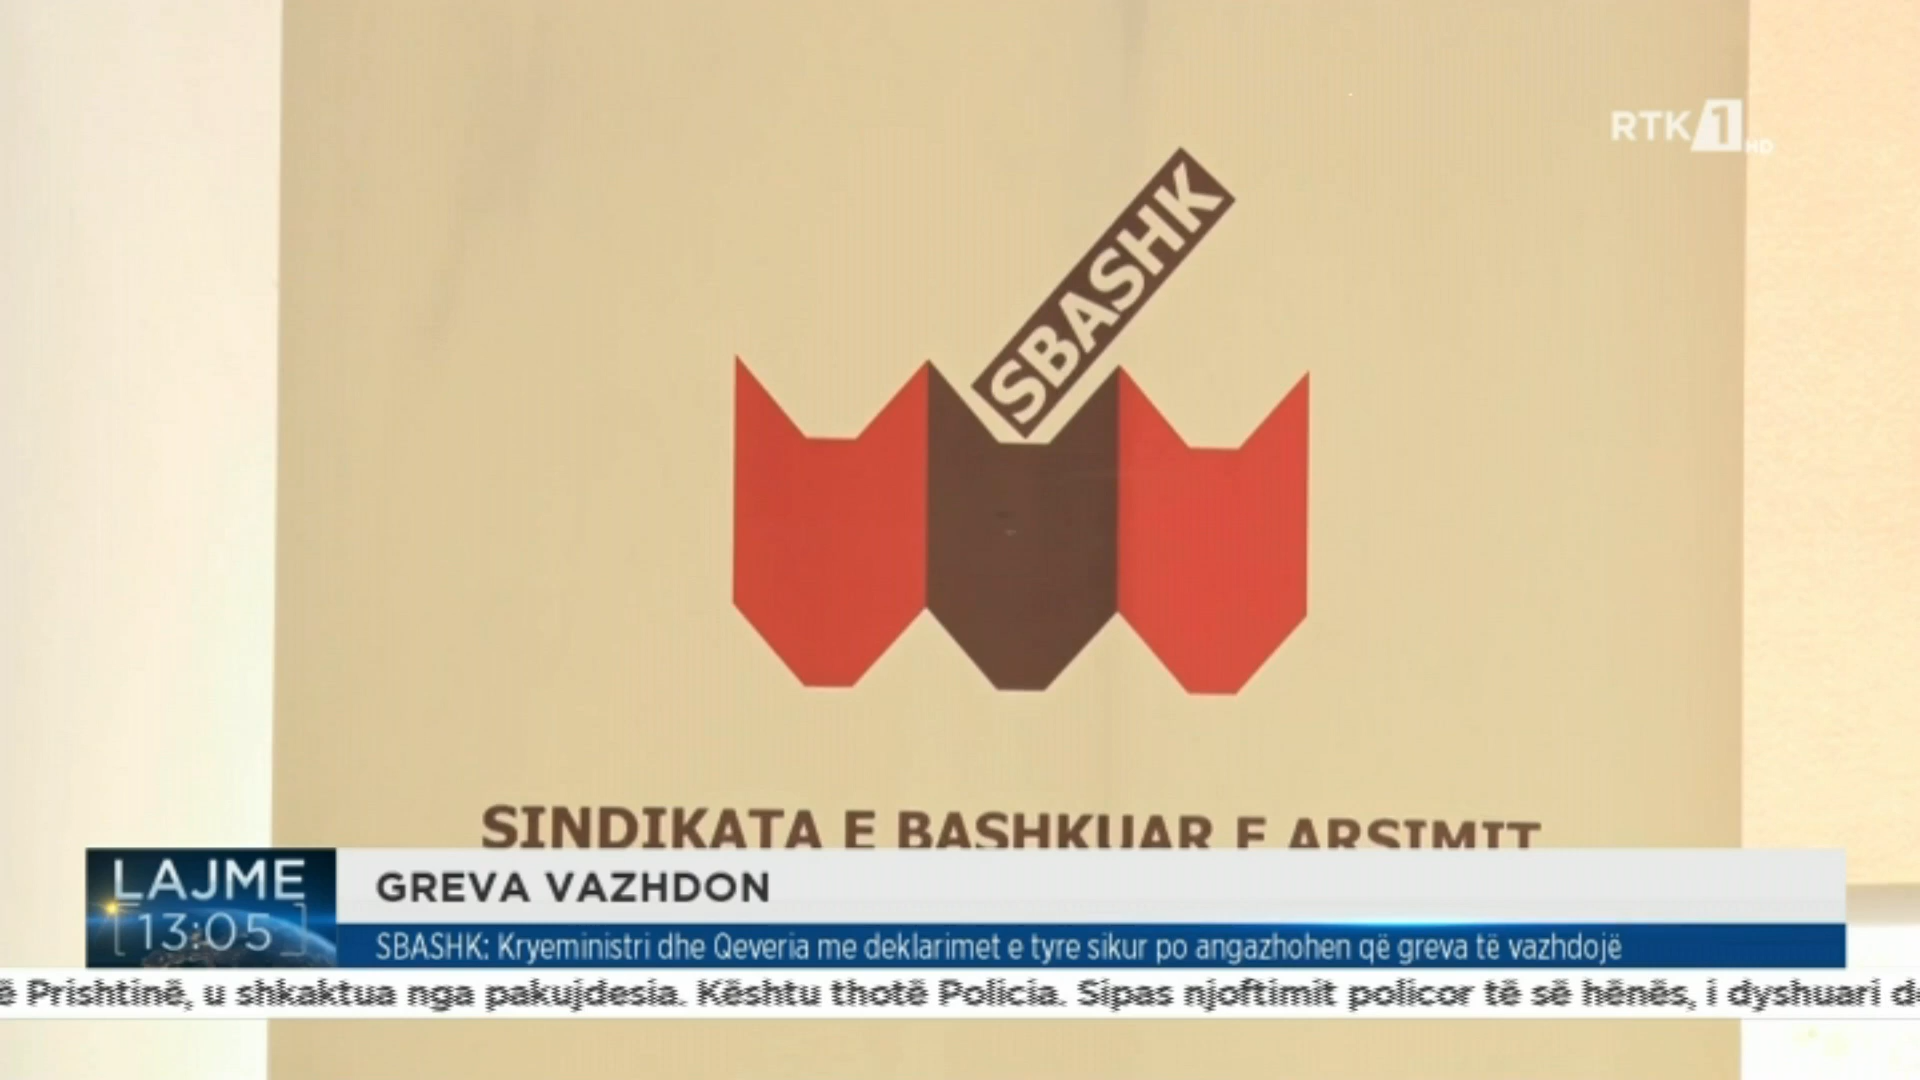 RTK 1 HD
SBASHK
SINDIKATA E BASHKUAR E ARSIMIT
LAJME
13:05
GREVA VAZHDON
SBASHK: Kryeministri dhe Qeveria me deklarimet e tyre sikur po angazhohen që greva të vazhdojë
ë Prishtinë, u shkaktua nga pakujdesia. Kështu thotë Policia. Sipas njoftimit policor të së hënës, i dyshuari d